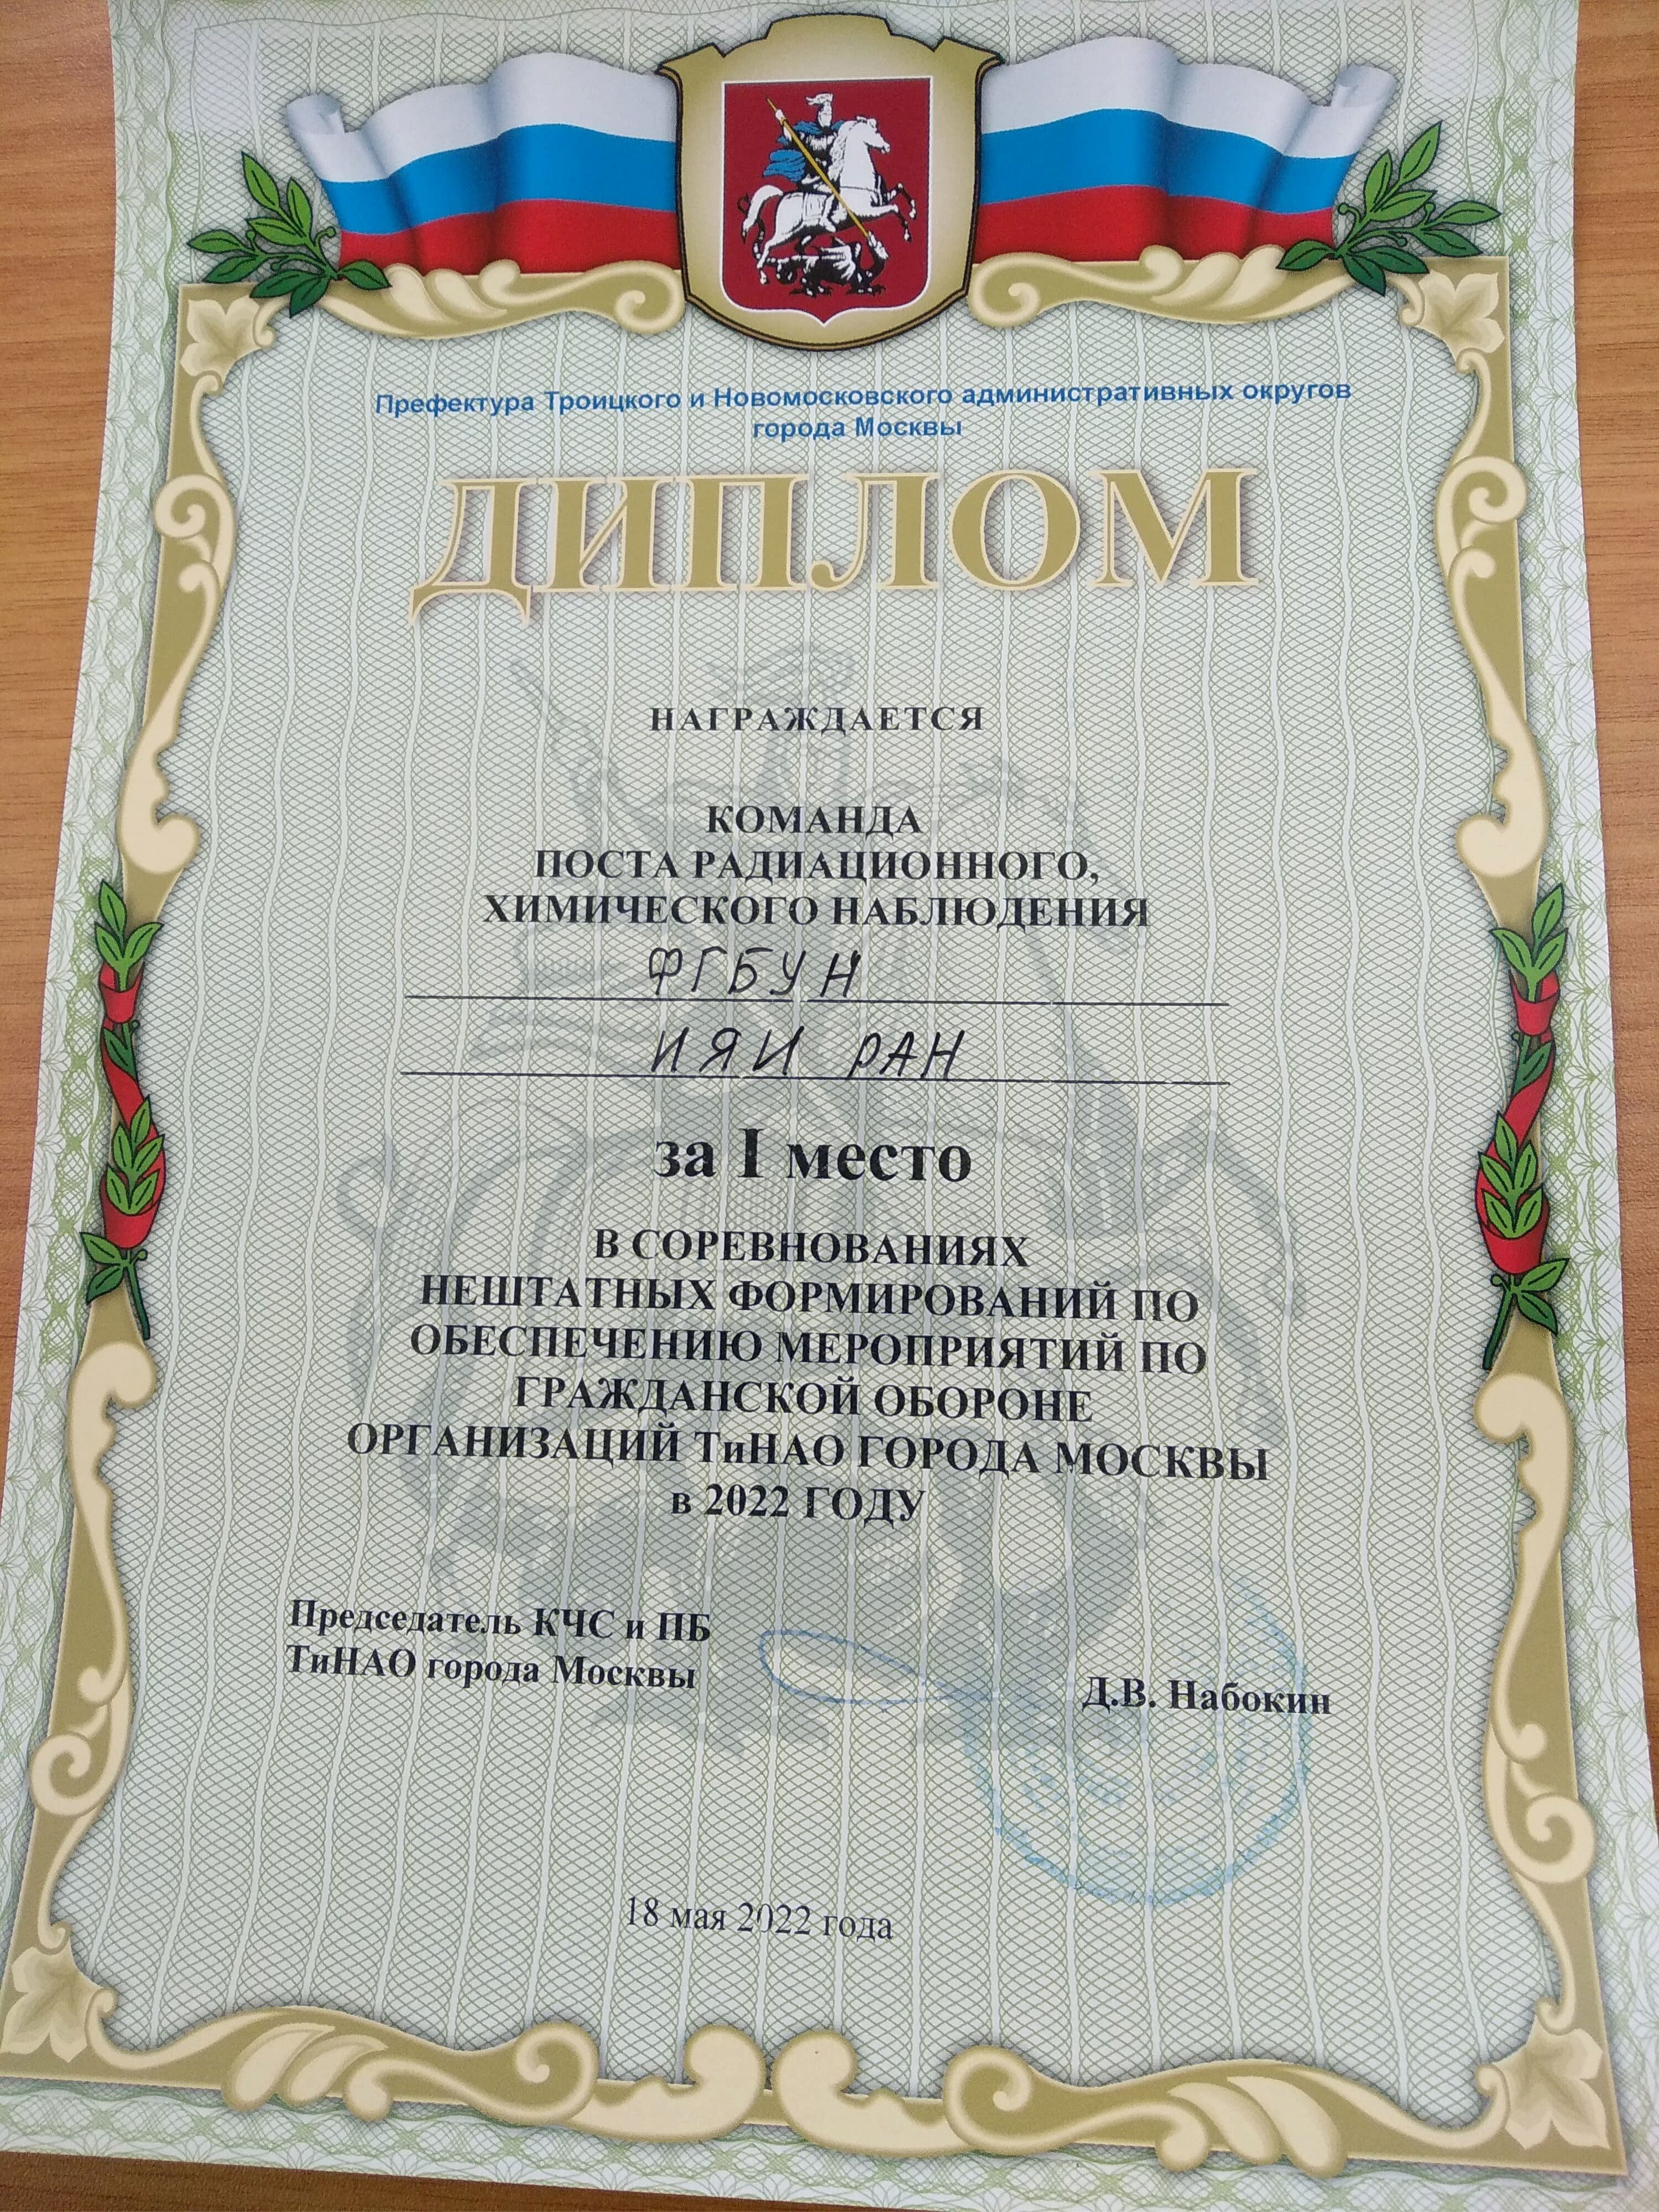 Префектура Троицкого и Новомосковского административных округов
города Москвы
ДИПЛОМ
НАГРАЖДАЕТСЯ
КОМАНДА
ПОСТА РАДИАЦИОННОГО,
ХИМИЧЕСКОГО НАБЛЮДЕНИЯ
ФГБУН
ИЯИ РАН
за I место
В СОРЕВНОВАНИЯХ
НЕШТАТНЫХ ФОРМИРОВАНИЙ ПО
ОБЕСПЕЧЕНИЮ МЕРОПРИЯТИЙ ПО
ГРАЖДАНСКОЙ ОБОРОНЕ
ОРГАНИЗАЦИЙ ТиНАО ГОРОДА МОСКВЫ
в 2022 ГОДУ
Председатель КЧС и ПБ
ТиНАО города Москвы
Д.В. Набокин
18 мая 2022 года